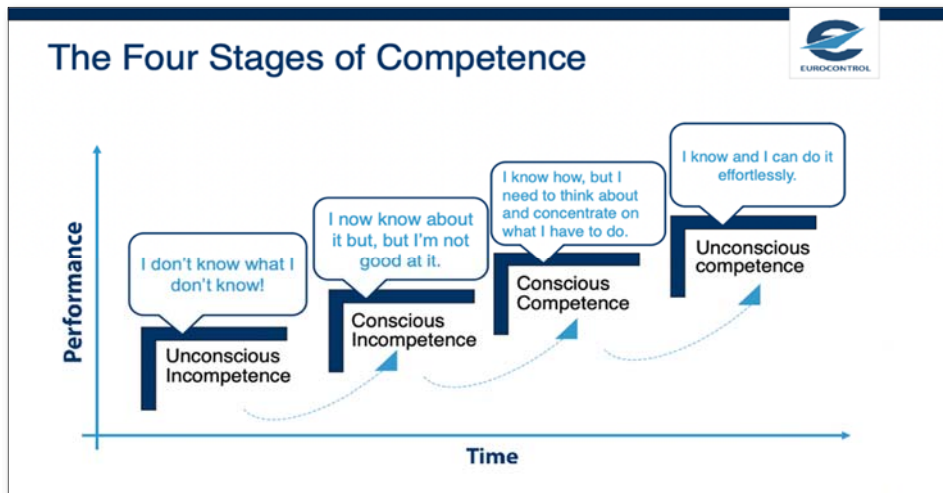 The Four Stages of Competence
EUROCONTROL
I know and I can do it
effortlessly.
I know how, but I
need to think about
and concentrate on
what I have to do.
I now know about
it but, but I'm not
good at it.
I don't know what I
don't know!
Unconscious
competence
Conscious
Competence
Conscious
Incompetence
Unconscious
Incompetence
Performance
Time